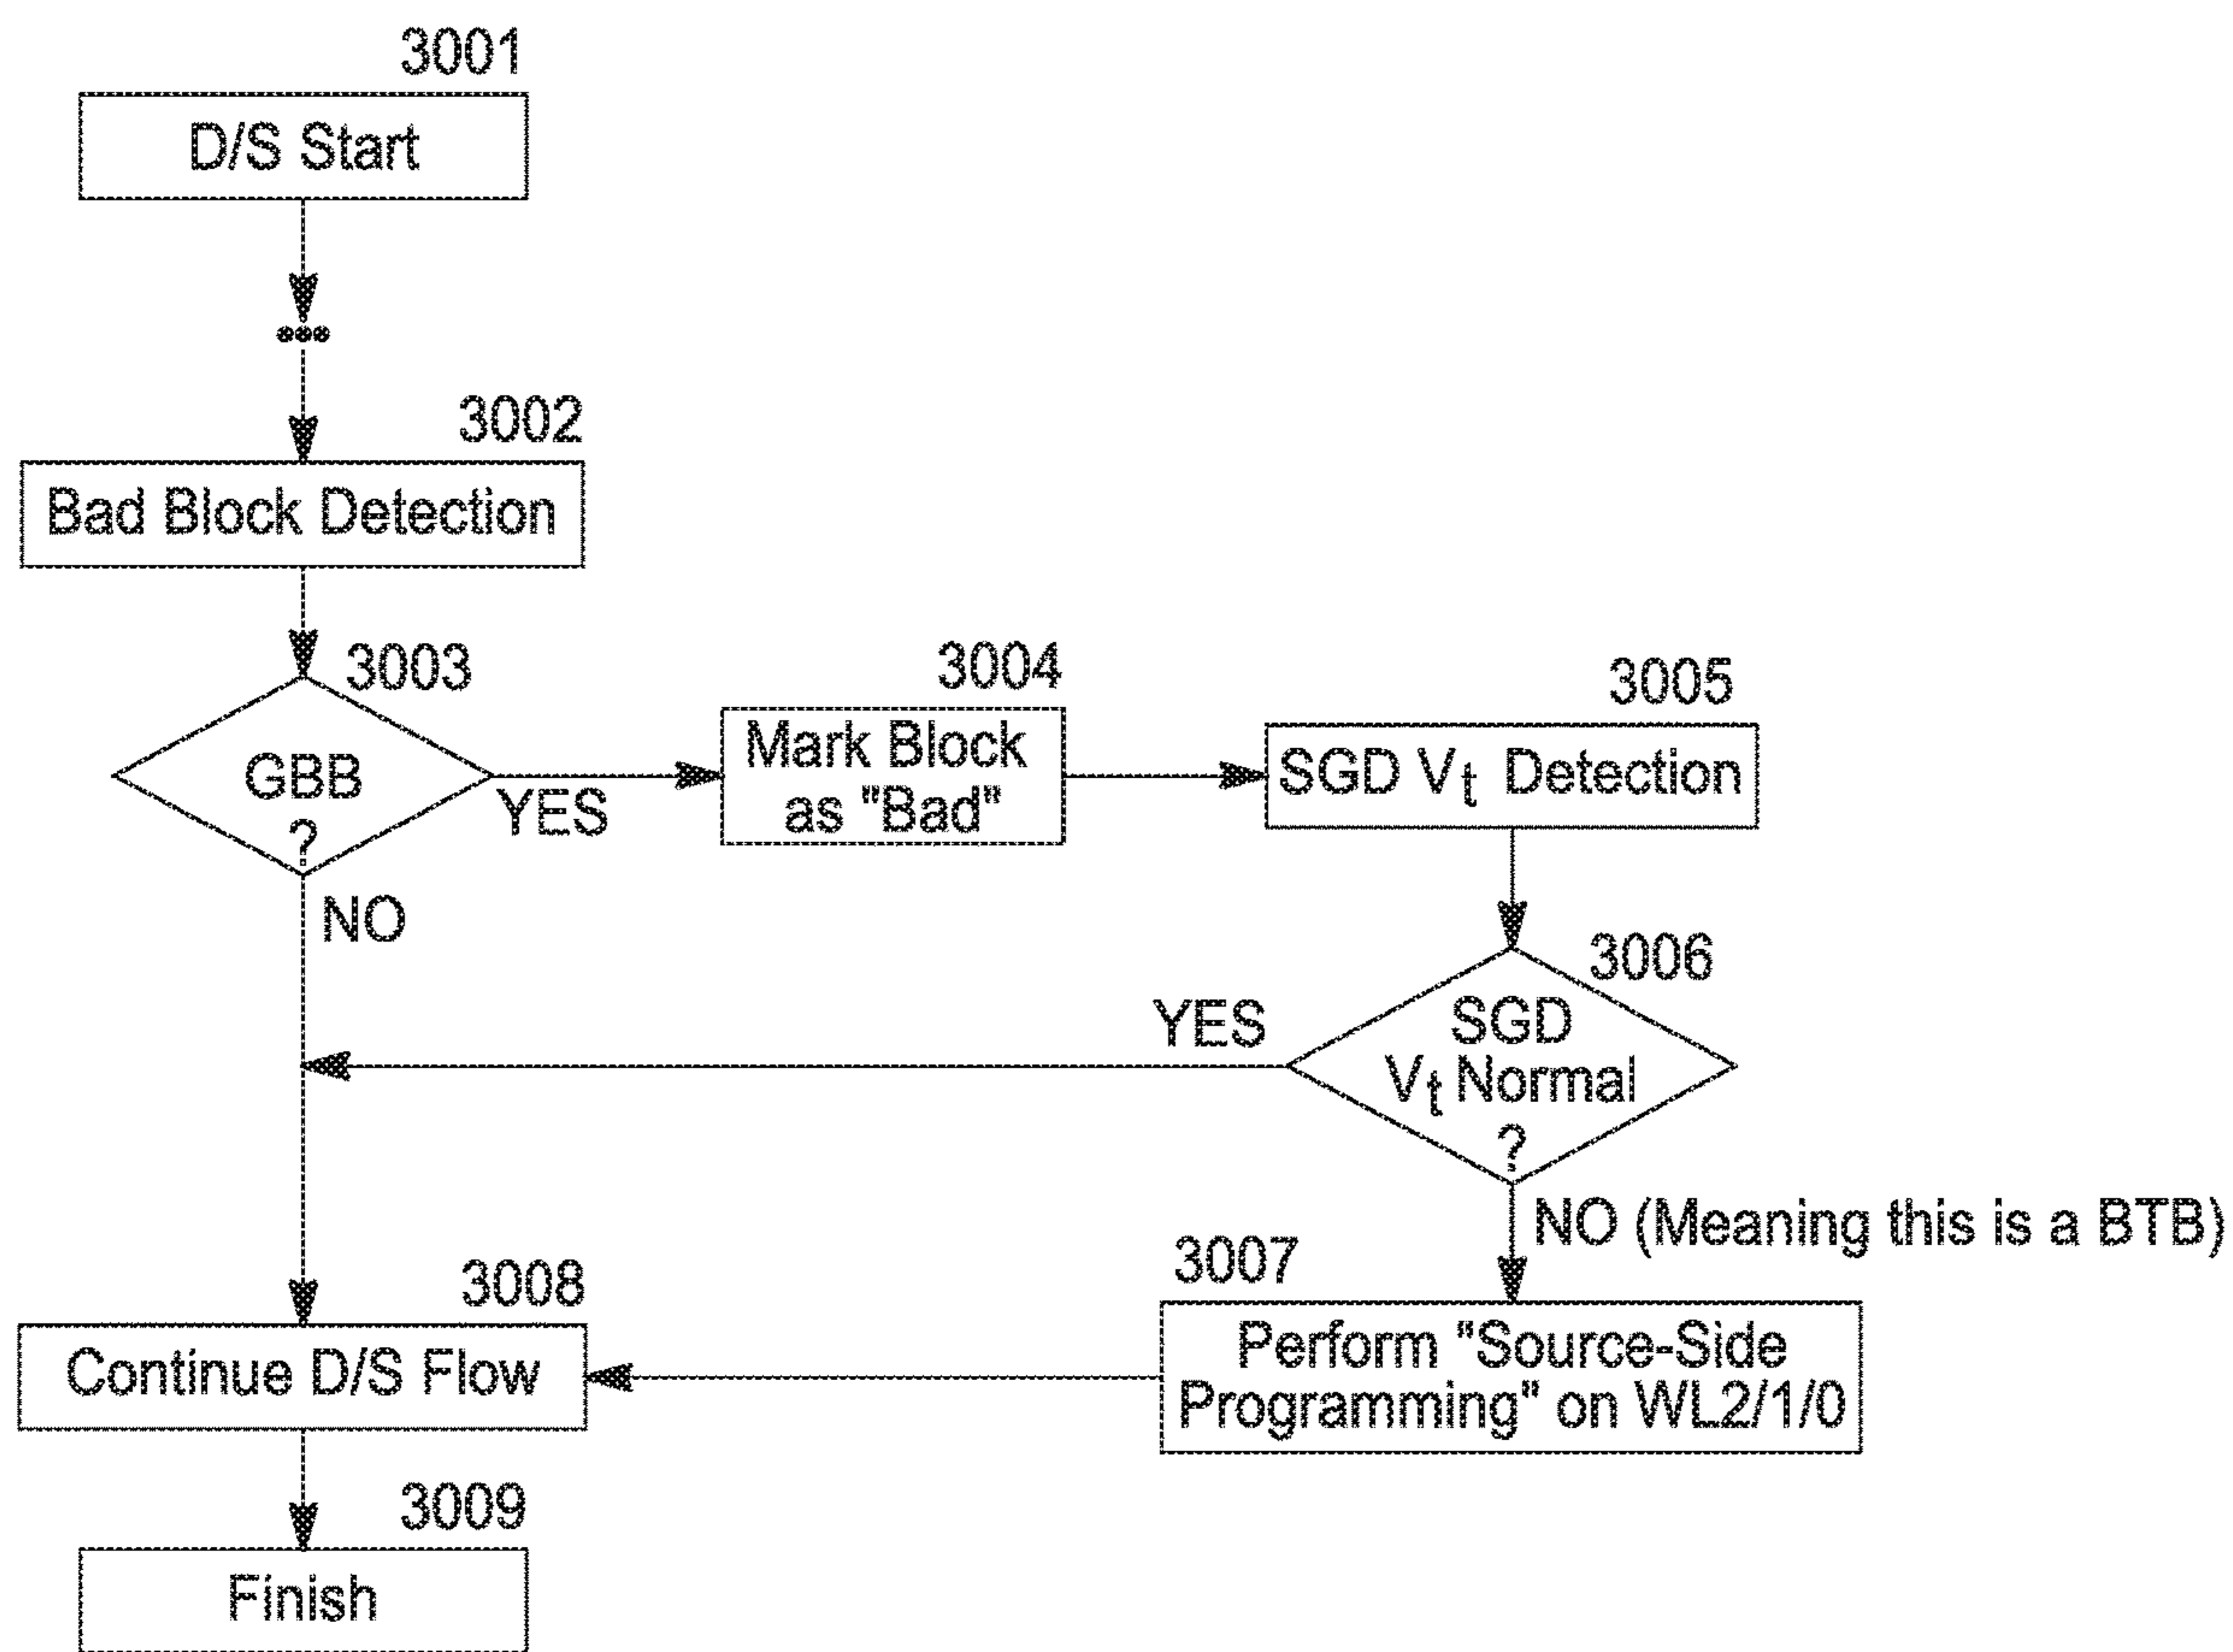 3001
D/S Start
•••
3002
Bad Block Detection
3003
GBB
?
YES
NO
3004
Mark Block
as "Bad"
3005
SGD Vt Detection
3006
SGD
Vt Normal
?
YES
NO (Meaning this is a BTB)
3007
Perform "Source-Side
Programming" on WL2/1/0
3008
Continue D/S Flow
3009
Finish